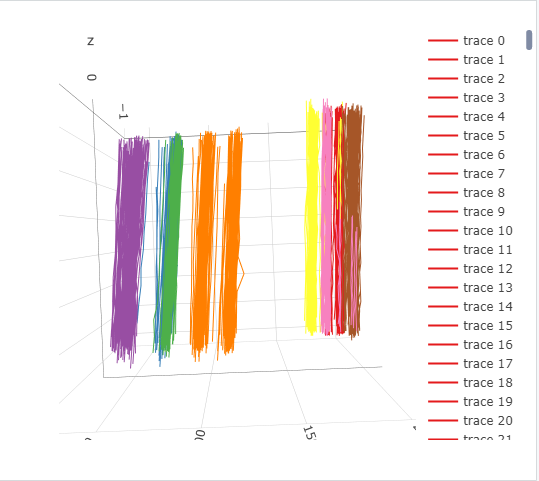 z
0
−1
trace 0
trace 1
trace 2
trace 3
trace 4
trace 5
trace 6
trace 7
trace 8
trace 9
trace 10
trace 11
trace 12
trace 13
trace 14
trace 15
trace 16
trace 17
trace 18
trace 19
trace 20
trace 21